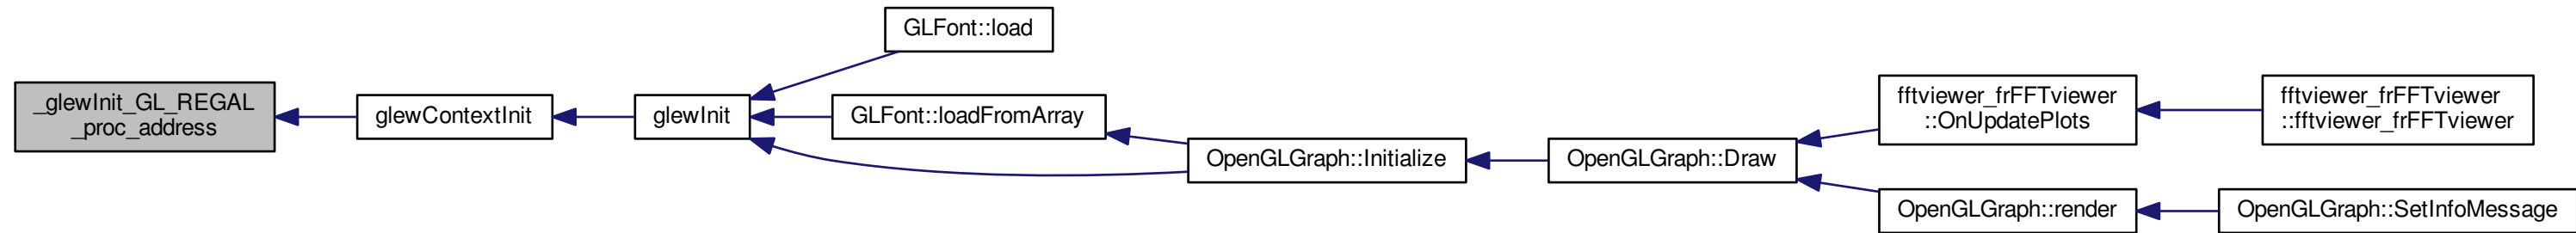 GLFont::load
_glewInit_GL_REGAL
_proc_address
glewContextInit
glewInit
GLFont::loadFromArray
OpenGLGraph::Initialize
OpenGLGraph::Draw
fftviewer_frFFTviewer
::OnUpdatePlots
fftviewer_frFFTviewer
::fftviewer_frFFTviewer
OpenGLGraph::render
OpenGLGraph::SetInfoMessage